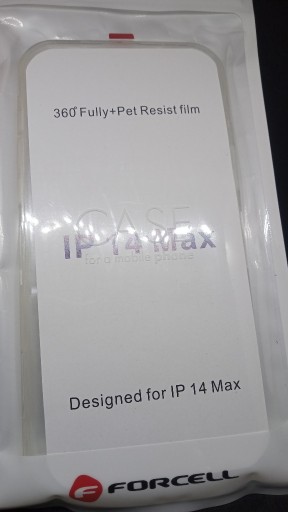 360° Fully+Pet Resist film
CASE
IP 14 Max
for a mobile phone
Designed for IP 14 Max
FORCELL